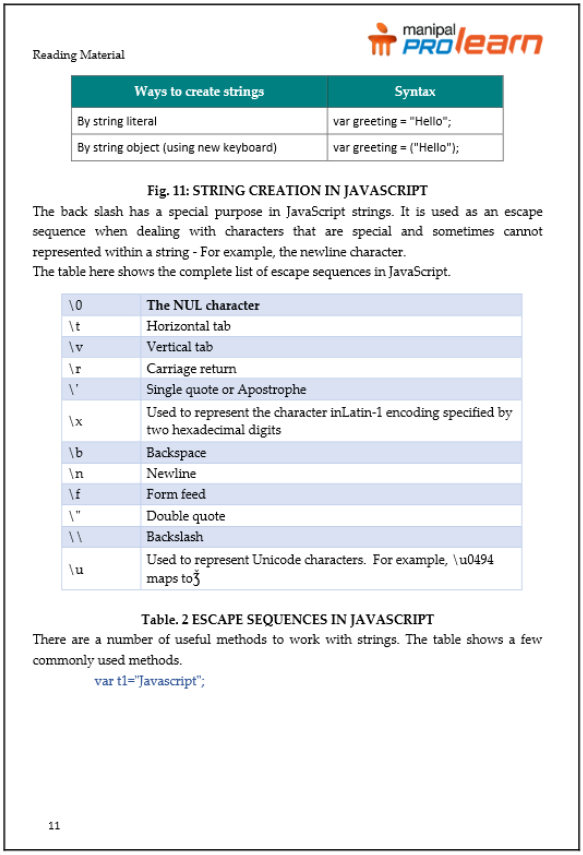 manipal
PROlearn
Reading Material
Ways to create strings Syntax
By string literal var greeting = "Hello";
By string object (using new keyboard) var greeting = ("Hello");
Fig. 11: STRING CREATION IN JAVASCRIPT
The back slash has a special purpose in JavaScript strings. It is used as an escape
sequence when dealing with characters that are special and sometimes cannot
represented within a string - For example, the newline character.
The table here shows the complete list of escape sequences in JavaScript.
\0 The NUL character
\t Horizontal tab
\v Vertical tab
\r Carriage return
\' Single quote or Apostrophe
\x Used to represent the character inLatin-1 encoding specified by
two hexadecimal digits
\b Backspace
\n Newline
\f Form feed
\" Double quote
\\ Backslash
\u Used to represent Unicode characters. For example, \u0494
maps toǮ
Table. 2 ESCAPE SEQUENCES IN JAVASCRIPT
There are a number of useful methods to work with strings. The table shows a few
commonly used methods.
var t1="Javascript";
11